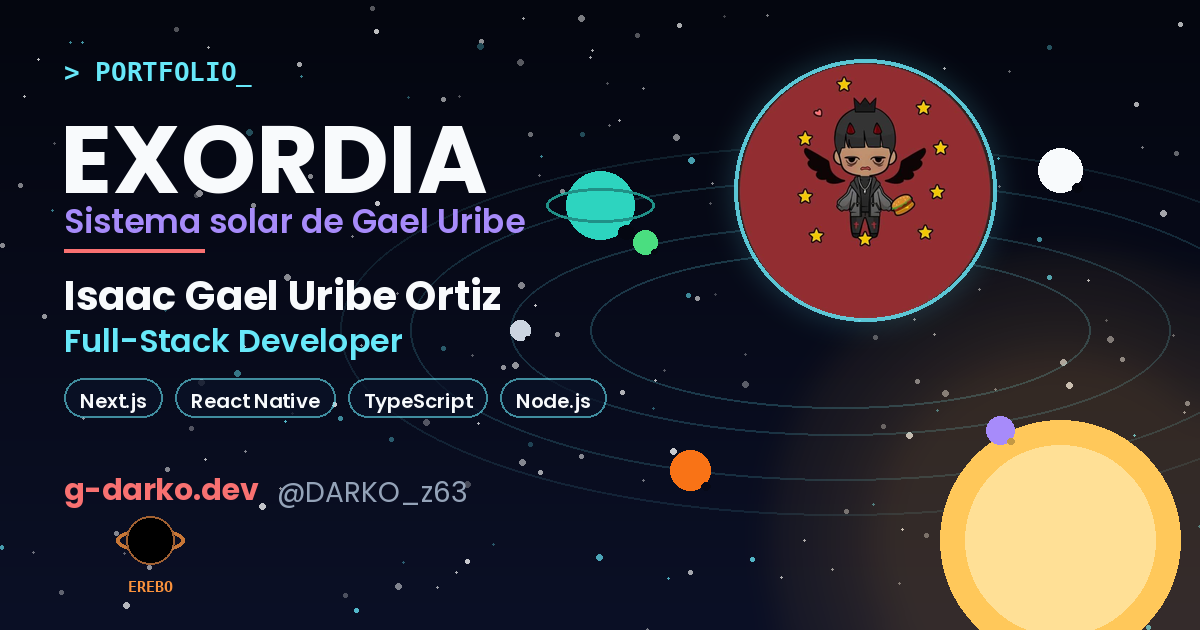 > PORTFOLIO_
EXORDIA
Sistema solar de Gael Uribe
Isaac Gael Uribe Ortiz
Full-Stack Developer
Next.js React Native TypeScript Node.js
g-darko.dev @DARKO_z63
EREBO